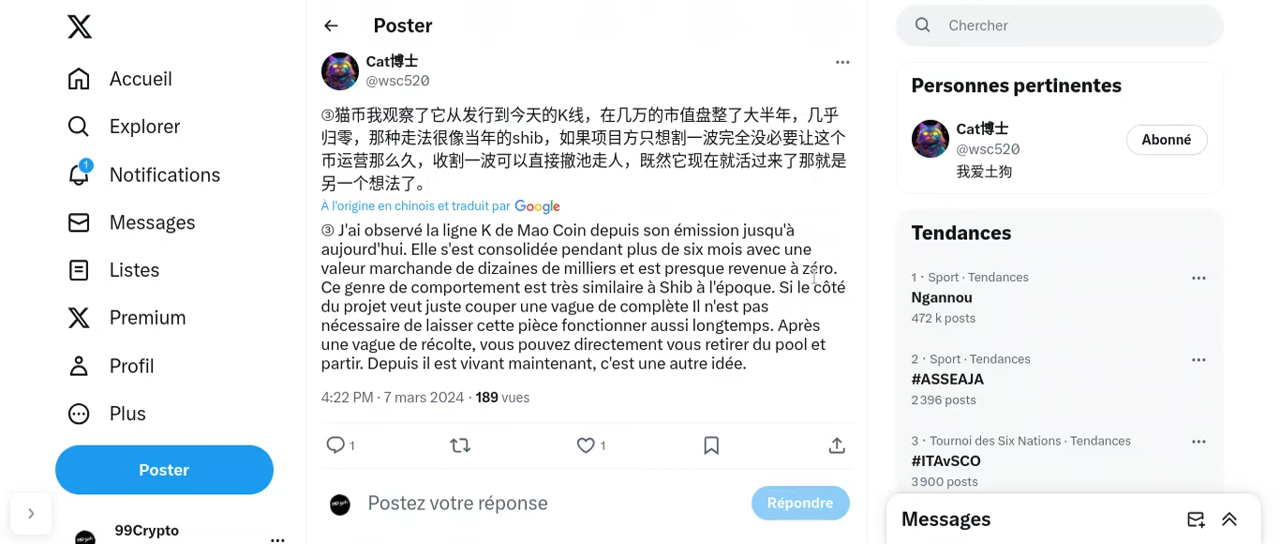 Accueil
Explorer
1
Notifications
Messages
Listes
Premium
Profil
Plus
Poster
99Crypto
Poster
Cat博士
@wsc520
③猫币我观察了它从发行到今天的K线，在几万的市值盘整了大半年，几乎
归零，那种走法很像当年的shib，如果项目方只想割一波完全没必要让这个
币运营那么久，收割一波可以直接撤池走人，既然它现在就活过来了那就是
另一个想法了。
À l'origine en chinois et traduit par Google
③ J'ai observé la ligne K de Mao Coin depuis son émission jusqu'à
aujourd'hui. Elle s'est consolidée pendant plus de six mois avec une
valeur marchande de dizaines de milliers et est presque revenue à zéro.
Ce genre de comportement est très similaire à Shib à l'époque. Si le côté
du projet veut juste couper une vague de complète Il n'est pas
nécessaire de laisser cette pièce fonctionner aussi longtemps. Après
une vague de récolte, vous pouvez directement vous retirer du pool et
partir. Depuis il est vivant maintenant, c'est une autre idée.
4:22 PM · 7 mars 2024 · 189 vues
1
1
Postez votre réponse
Répondre
Chercher
Personnes pertinentes
Cat博士
@wsc520
Abonné
我爱土狗
Tendances
1 · Sport · Tendances
Ngannou
472 k posts
2 · Sport · Tendances
#ASSEAJA
2 396 posts
3 · Tournoi des Six Nations · Tendances
#ITAvSCO
3 900 posts
Messages